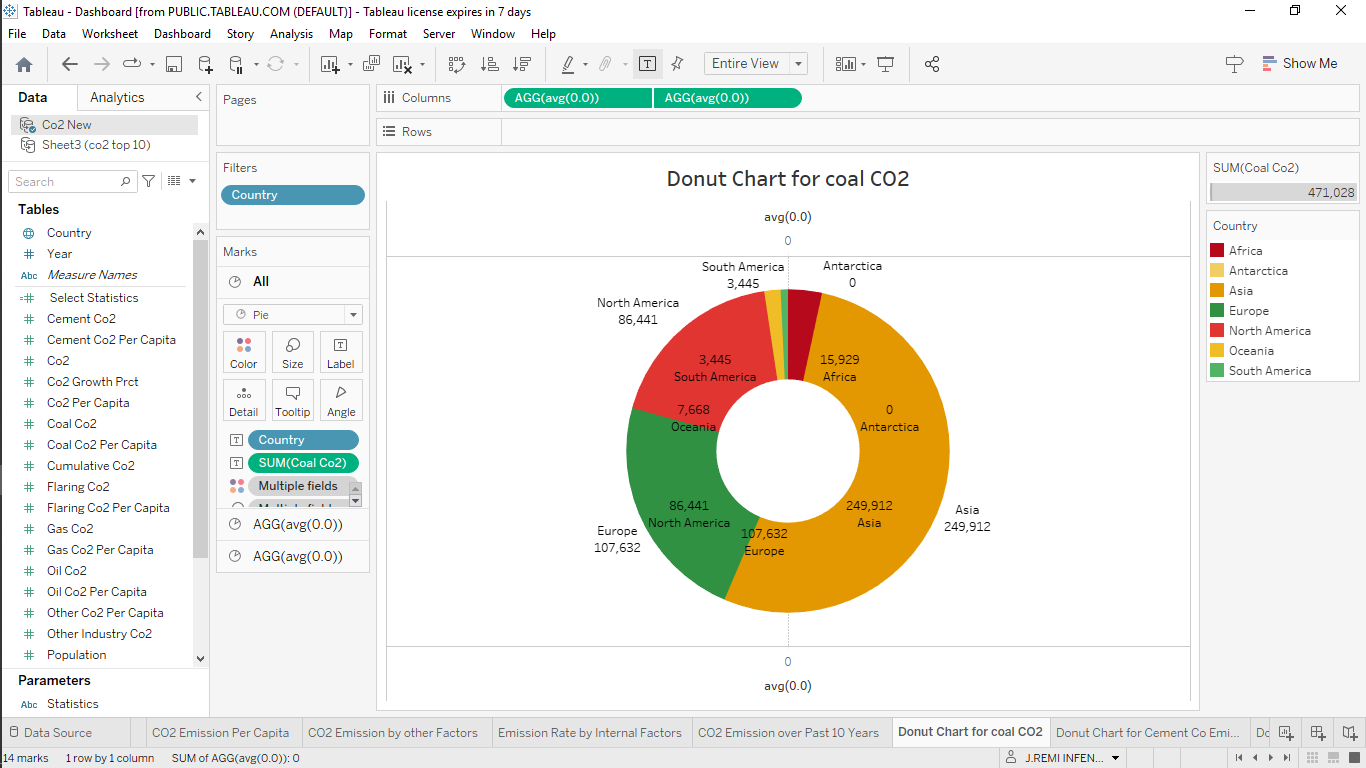 Tableau - Dashboard [from PUBLIC.TABLEAU.COM (DEFAULT)] - Tableau license expires in 7 days
File Data Worksheet Dashboard Story Analysis Map Format Server Window Help
Entire View
Show Me
Data Analytics
Co2 New
Sheet3 (co2 top 10)
Search
Tables
Country
Year
Abc Measure Names
Select Statistics
Cement Co2
Cement Co2 Per Capita
Co2
Co2 Growth Prct
Co2 Per Capita
Coal Co2
Coal Co2 Per Capita
Cumulative Co2
Flaring Co2
Flaring Co2 Per Capita
Gas Co2
Gas Co2 Per Capita
Oil Co2
Oil Co2 Per Capita
Other Co2 Per Capita
Other Industry Co2
Population
Parameters
Abc Statistics
Pages
Filters
Country
Marks
All
Pie
Color Size Label
Detail Tooltip Angle
Country
SUM(Coal Co2)
Multiple fields
AGG(avg(0.0))
AGG(avg(0.0))
Columns AGG(avg(0.0)) AGG(avg(0.0))
Rows
Donut Chart for coal CO2
avg(0.0)
0
South America
3,445
Antarctica
0
North America
86,441
3,445
South America
15,929
Africa
7,668
Oceania
0
Antarctica
86,441
North America
249,912
Asia
107,632
Europe
Asia
249,912
Europe
107,632
0
avg(0.0)
SUM(Coal Co2)
471,028
Country
Africa
Antarctica
Asia
Europe
North America
Oceania
South America
Data Source CO2 Emission Per Capita CO2 Emission by other Factors Emission Rate by Internal Factors CO2 Emission over Past 10 Years Donut Chart for coal CO2 Donut Chart for Cement Co Emi... Do
14 marks 1 row by 1 column SUM of AGG(avg(0.0)): 0 J.REMI INFEN...